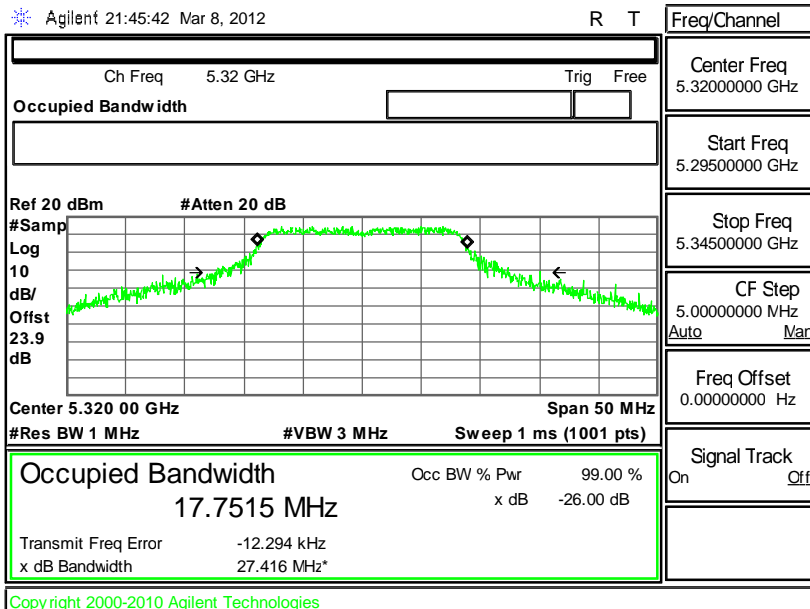 Agilent 21:45:42 Mar 8, 2012 R T
Freq/Channel
Ch Freq 5.32 GHz Trig Free
Occupied Bandwidth
Center Freq
5.32000000 GHz
Start Freq
5.29500000 GHz
Stop Freq
5.34500000 GHz
CF Step
5.00000000 MHz
Auto Man
Freq Offset
0.00000000 Hz
Signal Track
On Off
Ref 20 dBm #Atten 20 dB
#Samp
Log
10
dB/
Offst
23.9
dB
Center 5.320 00 GHz Span 50 MHz
#Res BW 1 MHz #VBW 3 MHz Sweep 1 ms (1001 pts)
Occupied Bandwidth Occ BW % Pwr 99.00 %
17.7515 MHz x dB -26.00 dB
Transmit Freq Error -12.294 kHz
x dB Bandwidth 27.416 MHz*
Copyright 2000-2010 Agilent Technologies